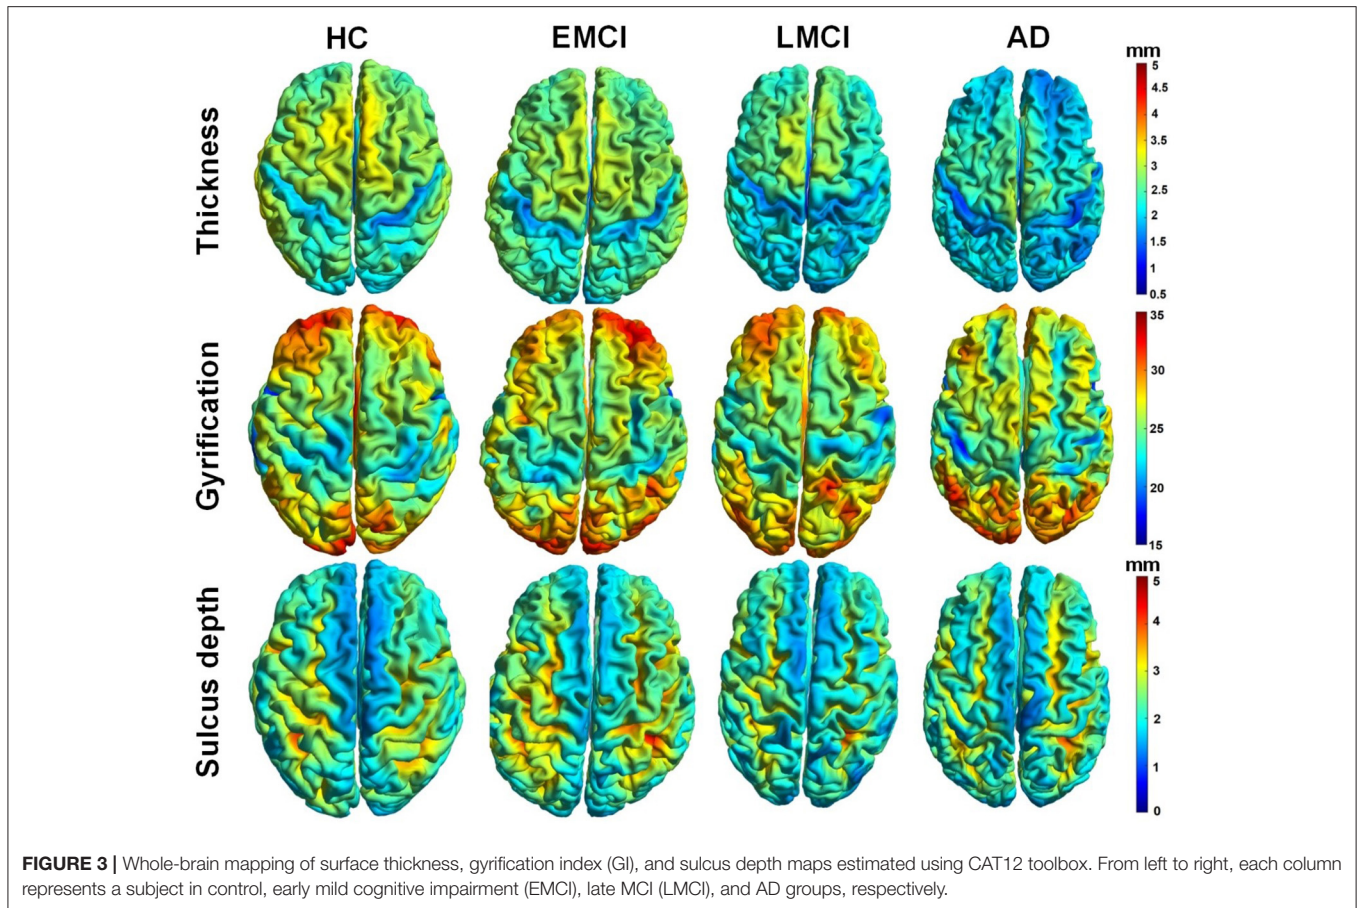 HC EMCI LMCI AD
mm
Thickness
5
4.5
4
3.5
3
2.5
2
1.5
1
0.5
Gyrification
35
30
25
20
15
Sulcus depth
mm
5
4
3
2
1
0
FIGURE 3 | Whole-brain mapping of surface thickness, gyrification index (GI), and sulcus depth maps estimated using CAT12 toolbox. From left to right, each column
represents a subject in control, early mild cognitive impairment (EMCI), late MCI (LMCI), and AD groups, respectively.